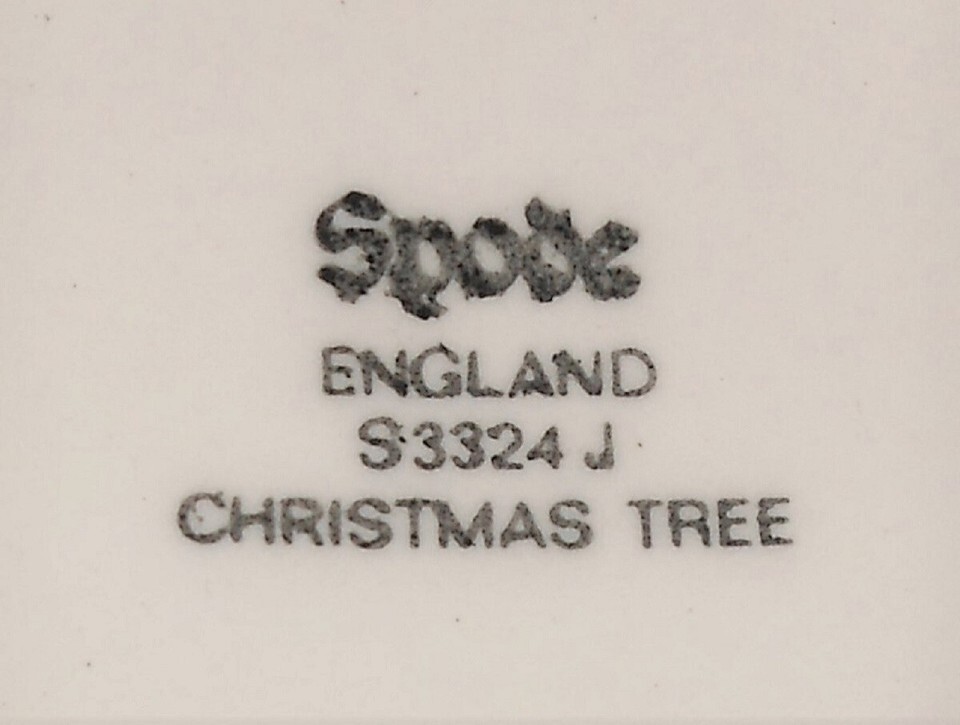 Spode
ENGLAND
S3324 J
CHRISTMAS TREE